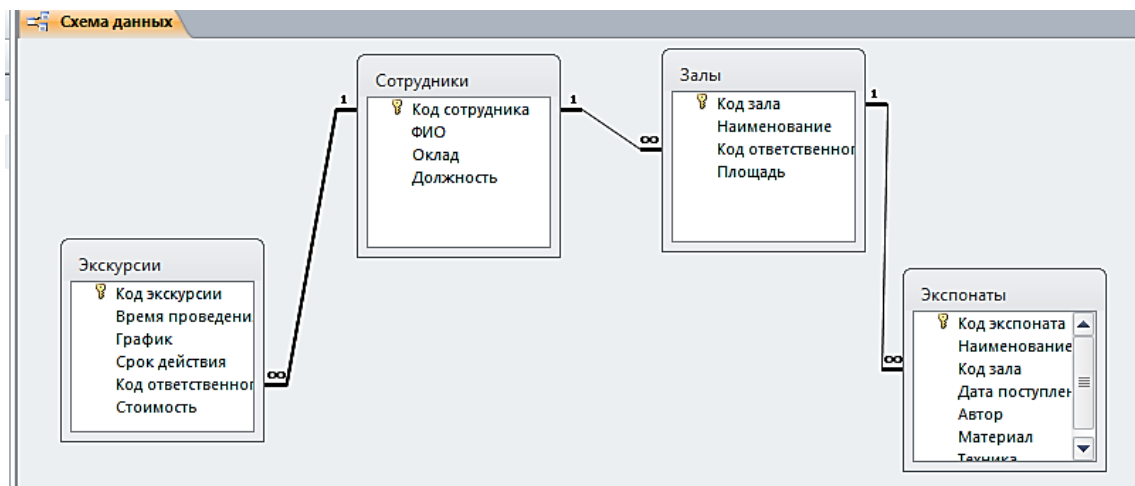 Схема данных
Сотрудники
Код сотрудника
ФИО
Оклад
Должность
1
1
Залы
Код зала
Наименование
Код ответственног
Площадь
∞
1
Экскурсии
Код экскурсии
Время проведени
График
Срок действия
Код ответственног
Стоимость
∞
Экспонаты
Код экспоната
Наименование
Код зала
Дата поступлен
Автор
Материал
Техника
∞